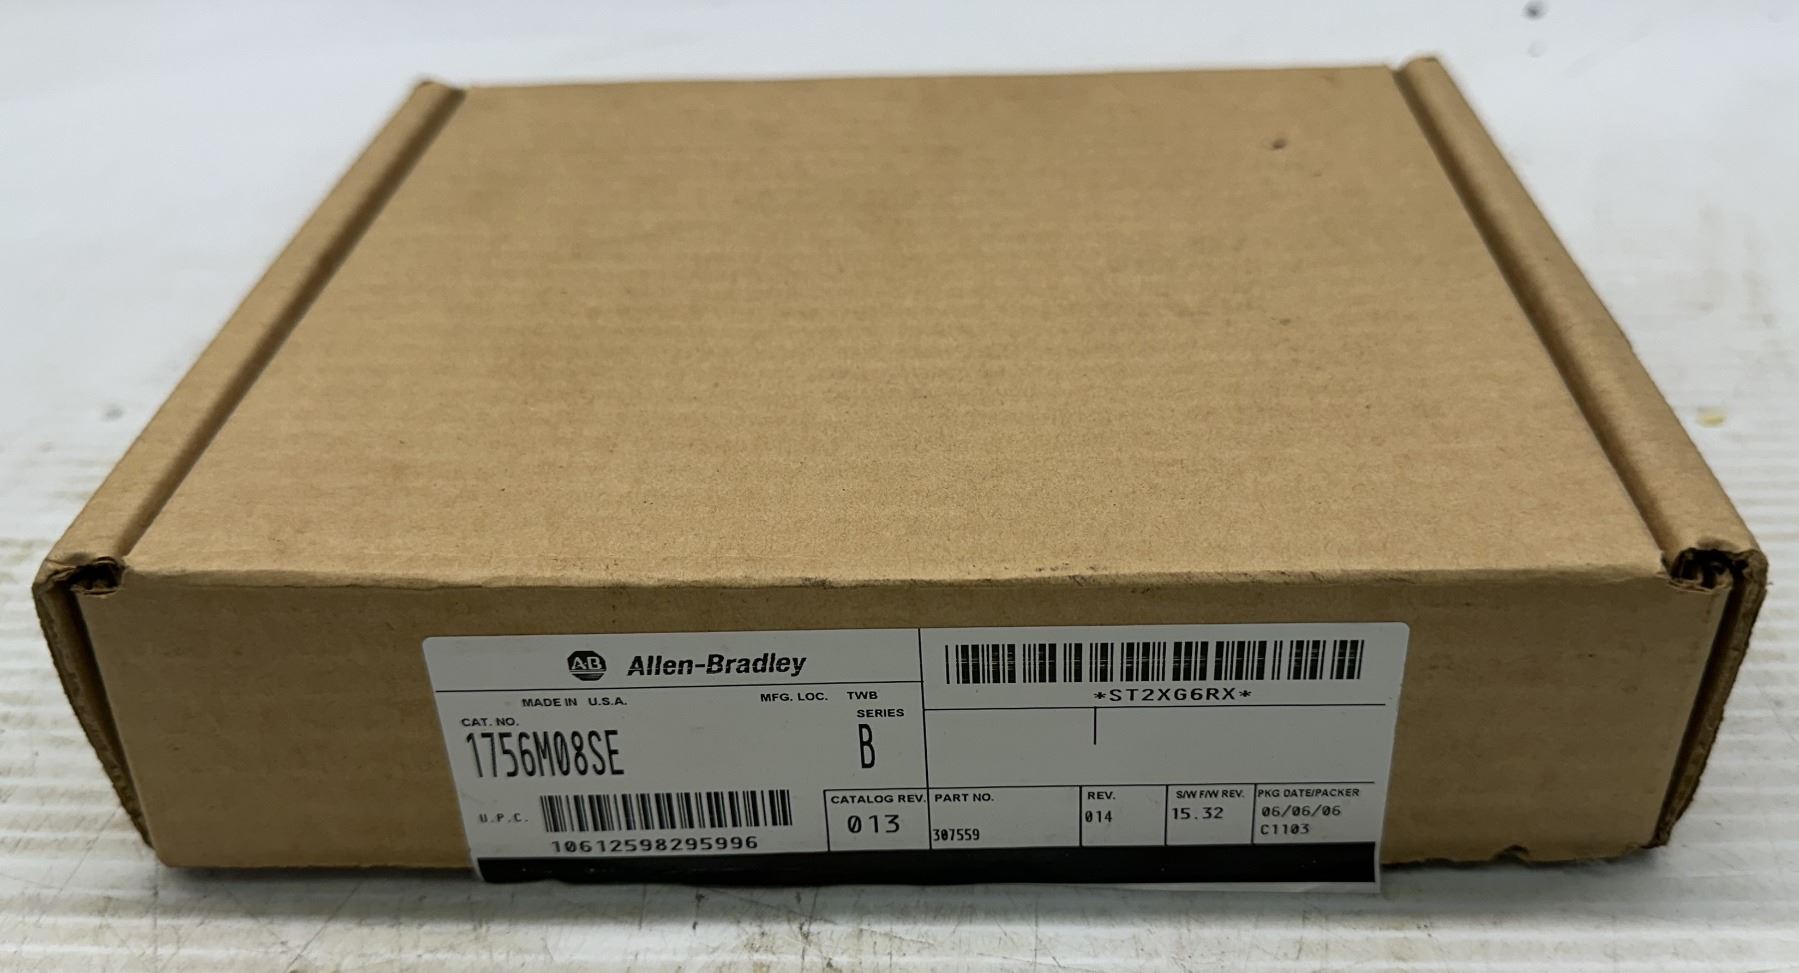 AB Allen-Bradley
MADE IN U.S.A. MFG. LOC. TWB
CAT. NO. SERIES
1756M08SE B
U.P.C.
10612598295996
CATALOG REV.
013
*ST2XG6RX*
PART NO. REV. S/W F/W REV. PKG DATE/PACKER
307559 014 15.32 06/06/06
C1103